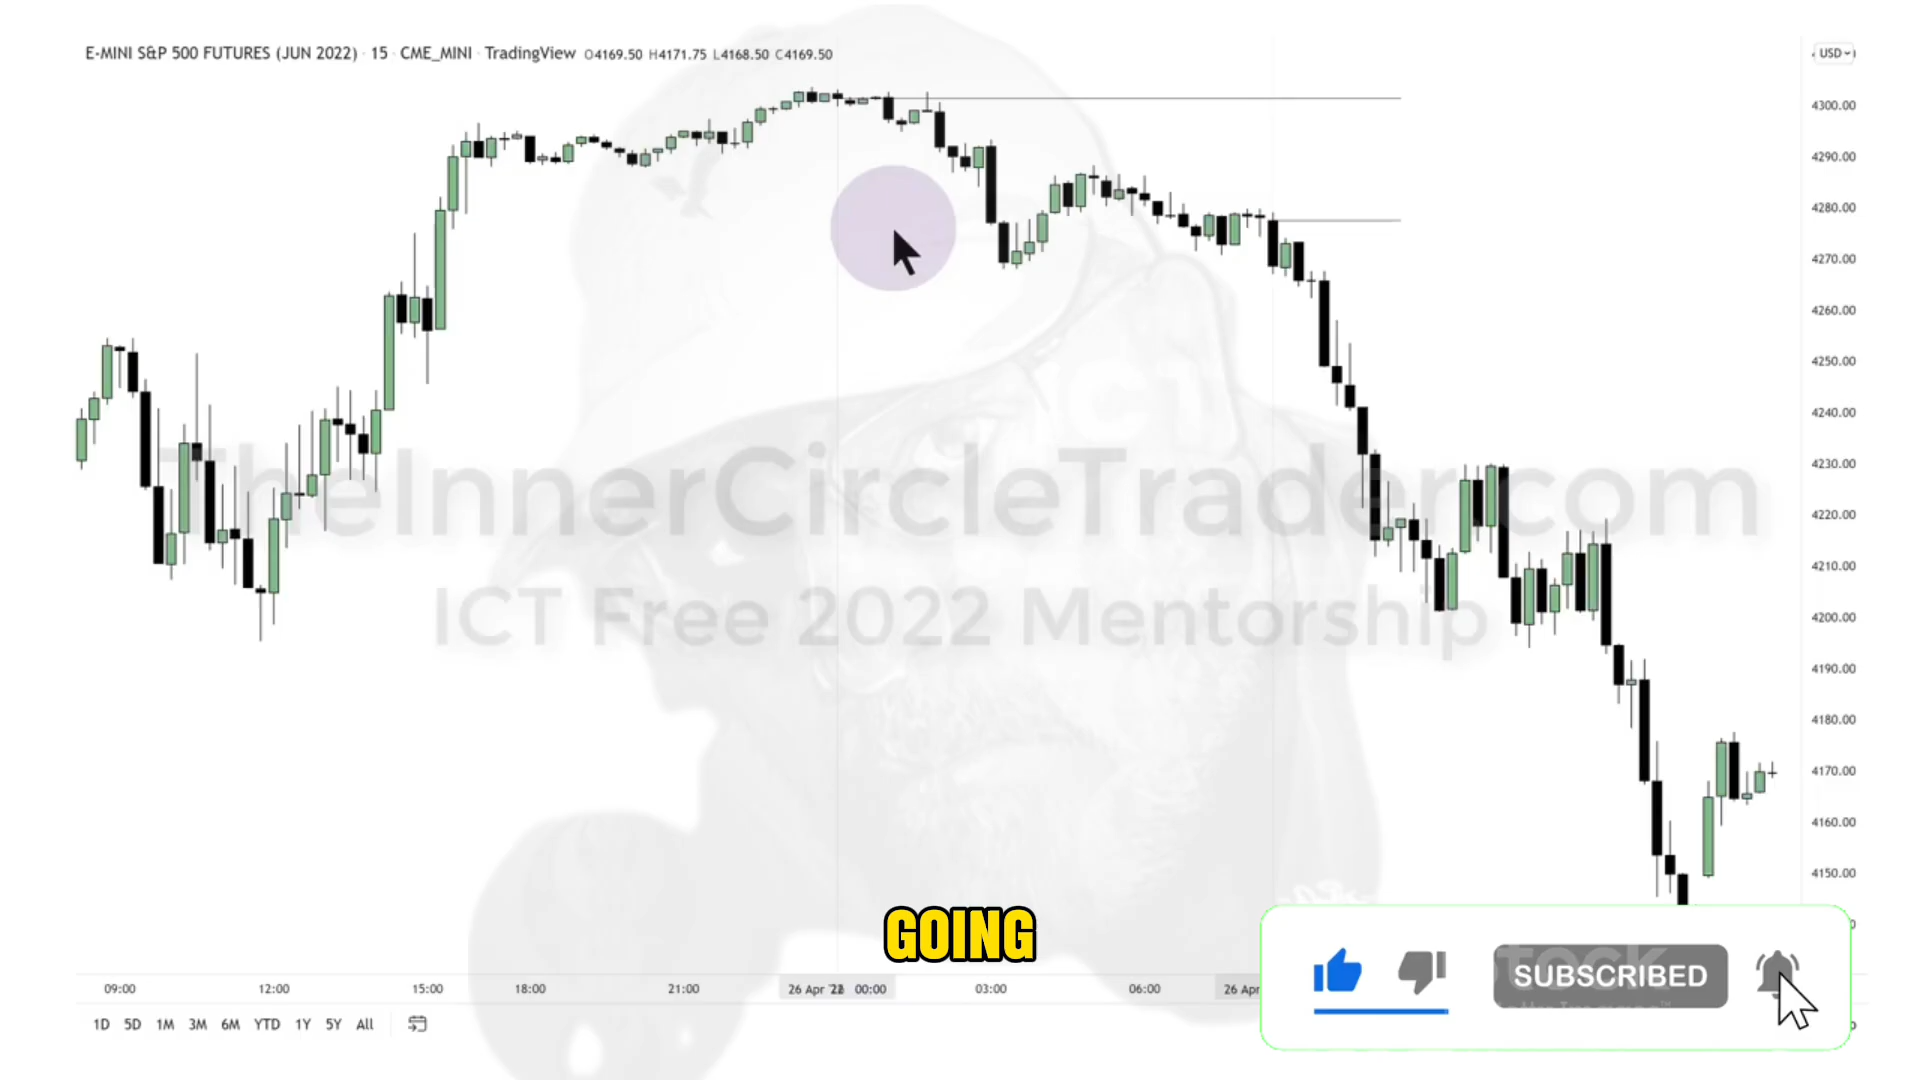 E-MINI S&P 500 FUTURES (JUN 2022) · 15 · CME_MINI · TradingView O4169.50 H4171.75 L4168.50 C4169.50
USD
4300.00
4290.00
4280.00
4270.00
4260.00
4250.00
4240.00
4230.00
4220.00
4210.00
4200.00
4190.00
4180.00
4170.00
4160.00
4150.00
ICT
TheInnerCircleTrader.com
ICT Free 2022 Mentorship
GOING
SUBSCRIBED
09:00 12:00 15:00 18:00 21:00 26 Apr '22 00:00 03:00 06:00 26 Apr
1D 5D 1M 3M 6M YTD 1Y 5Y All